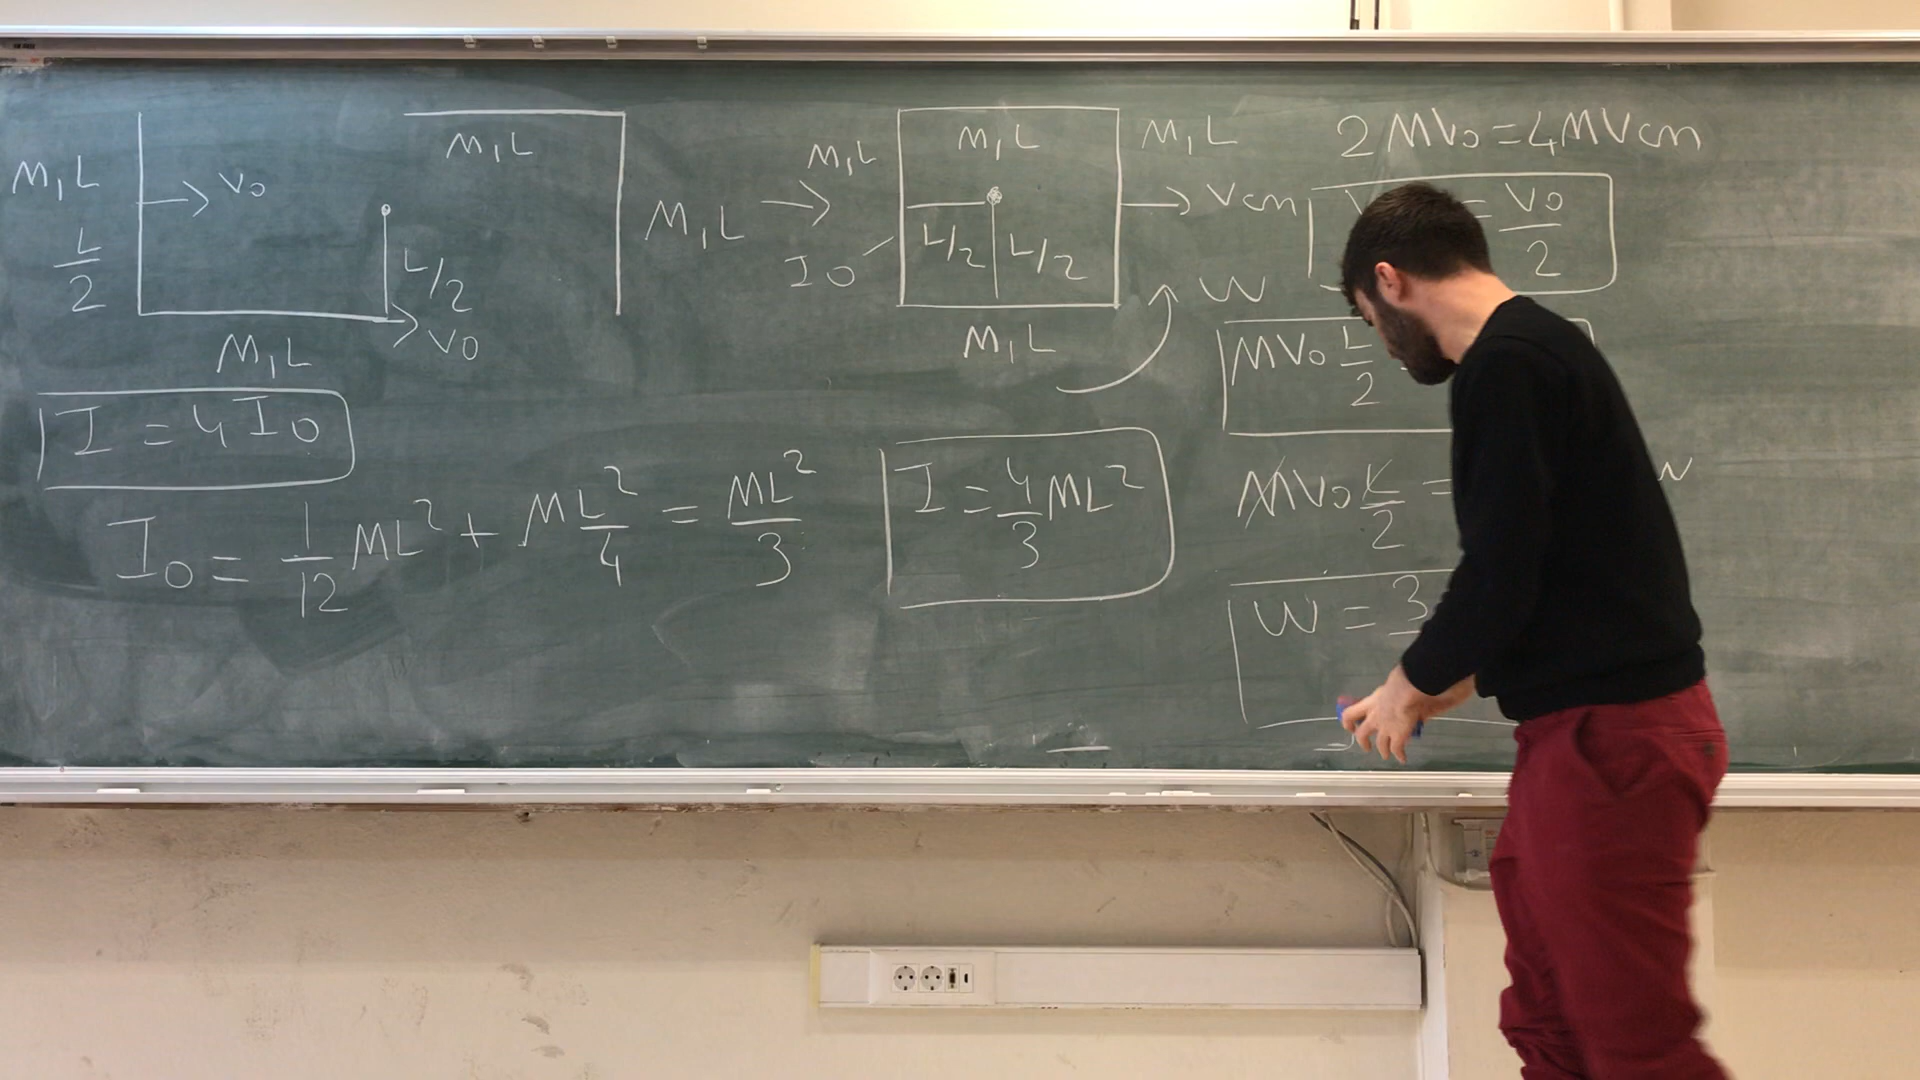 M,L
→ V0
L/2
L/2
→ V0
M,L
M,L
M,L
→
M,L
M,L
M,L
→ Vcm
L/2
L/2
I0
M,L
W
I = 4I0
I0 = 1/12 ML² + ML²/4 = ML²/3
I = 4/3 ML²
2MV0 = 4MVcm
V = V0/2
MV0 L/2
MV0 L/2 =
W = 3